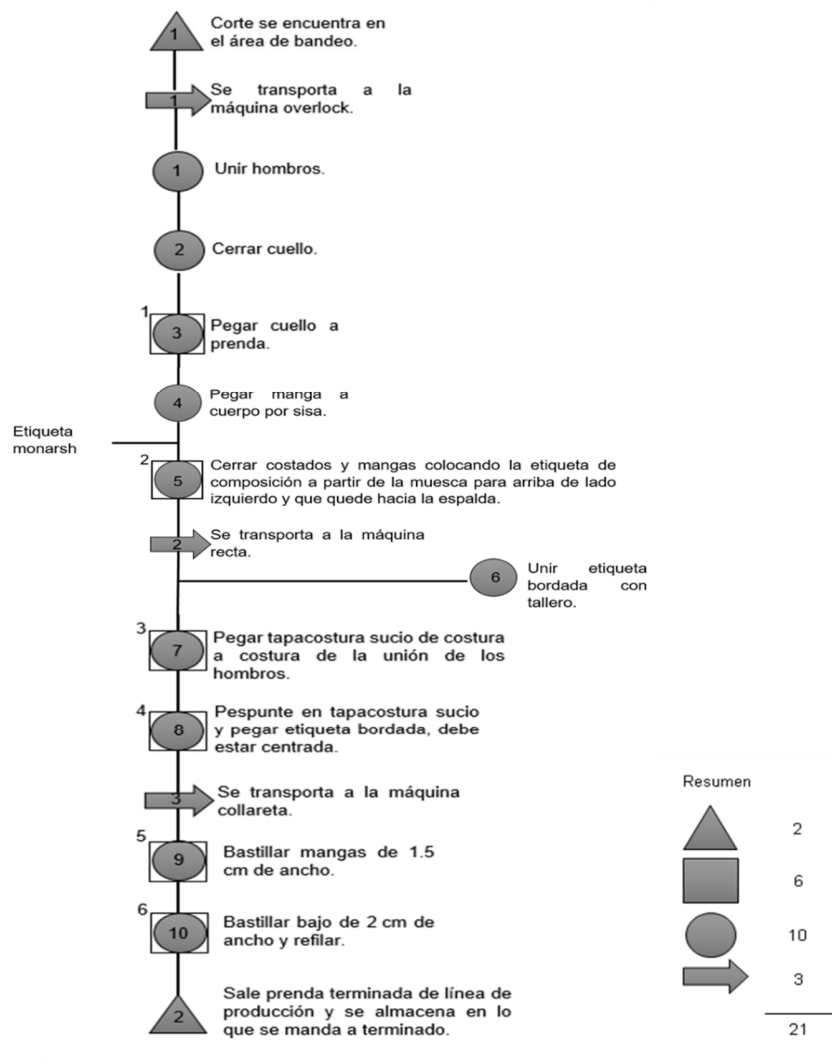 1
Corte se encuentra en
el área de bandeo.
1
Se transporta a la
máquina overlock.
1
Unir hombros.
2
Cerrar cuello.
1
3
Pegar cuello a
prenda.
4
Pegar manga a
cuerpo por sisa.
Etiqueta
monarsh
2
5
Cerrar costados y mangas colocando la etiqueta de
composición a partir de la muesca para arriba de lado
izquierdo y que quede hacia la espalda.
2
Se transporta a la máquina
recta.
6
Unir etiqueta
bordada con
tallero.
3
7
Pegar tapacostura sucio de costura
a costura de la unión de los
hombros.
4
8
Pespunte en tapacostura sucio
y pegar etiqueta bordada, debe
estar centrada.
3
Se transporta a la máquina
collareta.
5
9
Bastillar mangas de 1.5
cm de ancho.
6
10
Bastillar bajo de 2 cm de
ancho y refilar.
2
Sale prenda terminada de línea de
producción y se almacena en lo
que se manda a terminado.
Resumen
2
6
10
3
21